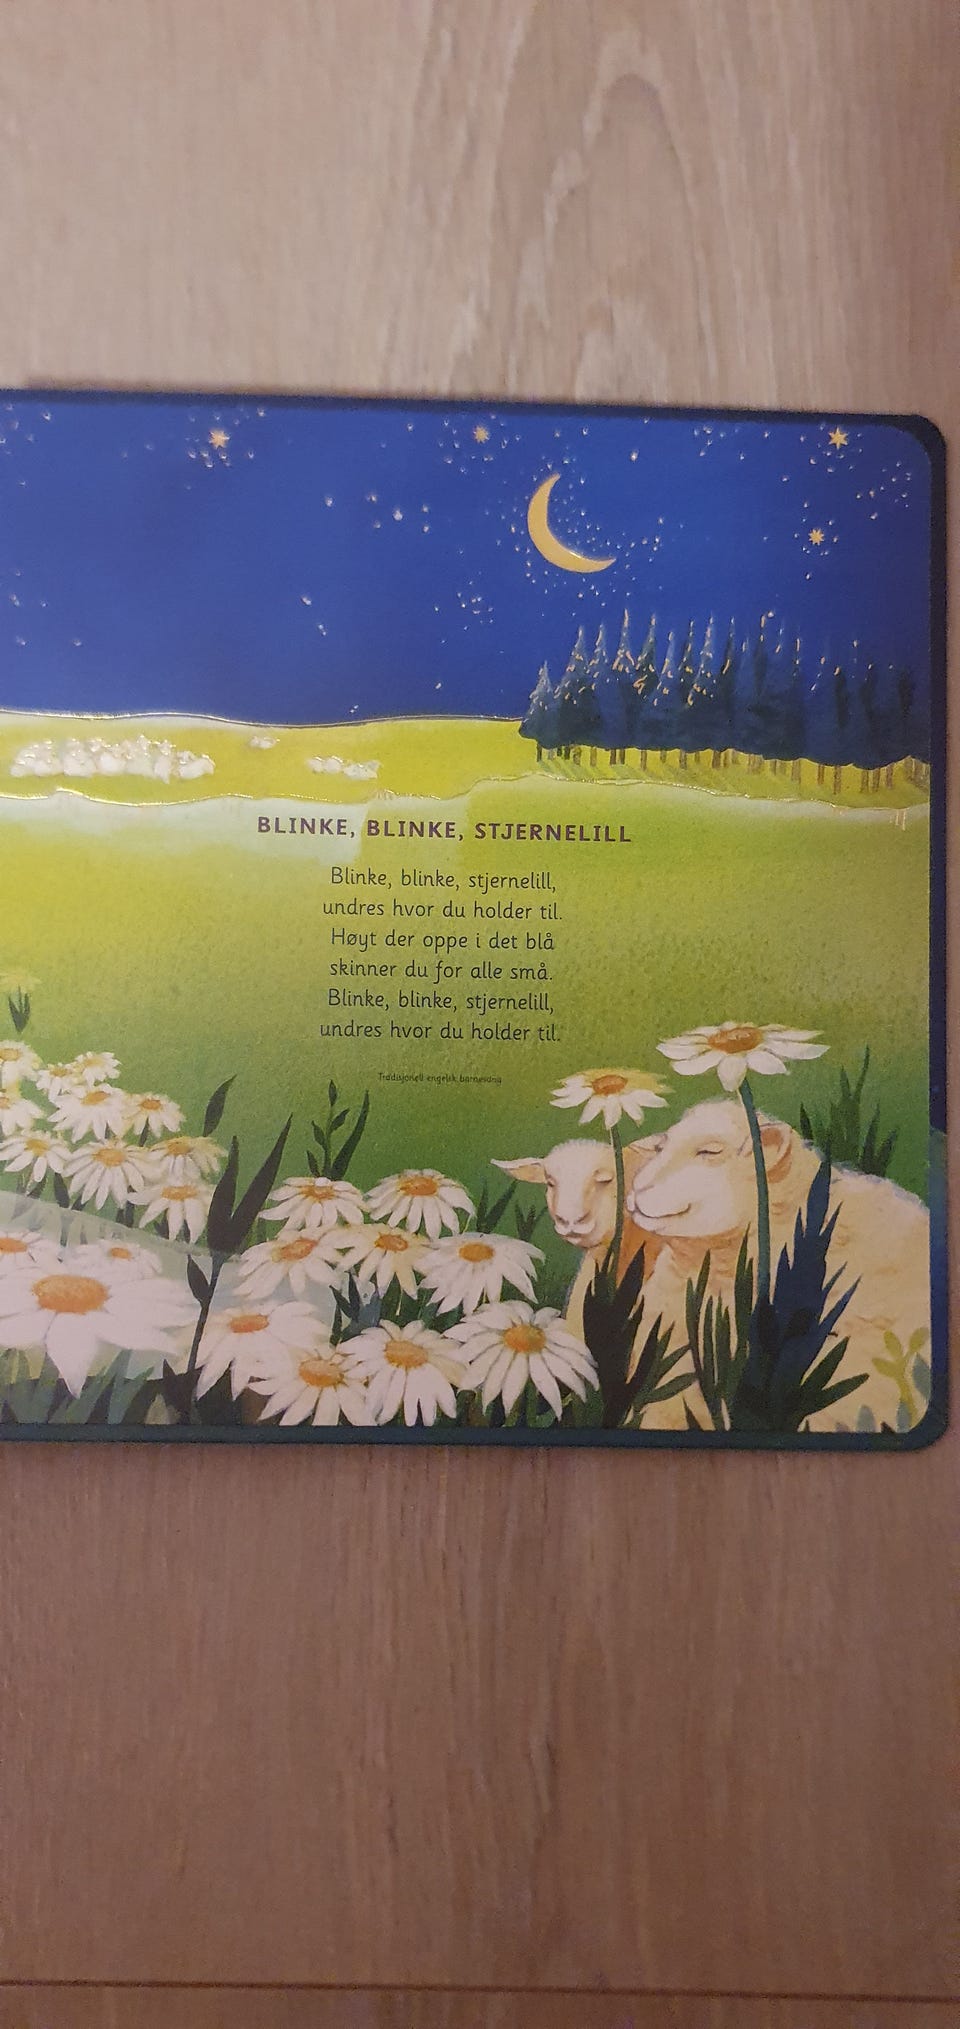 BLINKE, BLINKE, STJERNELILL
Blinke, blinke, stjernelill,
undres hvor du holder til.
Høyt der oppe i det blå
skinner du for alle små.
Blinke, blinke, stjernelill,
undres hvor du holder til.
Tradisjonell engelsk barnesang